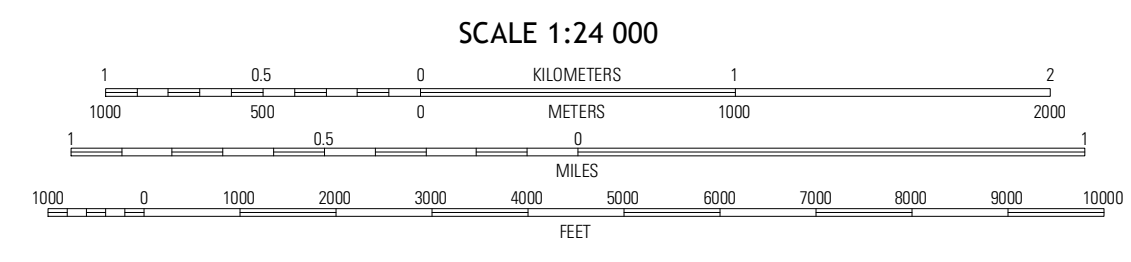 SCALE 1:24 000
1 0.5 0 KILOMETERS 1 2
1000 500 0 METERS 1000 2000
1 0.5 0 1
MILES
1000 0 1000 2000 3000 4000 5000 6000 7000 8000 9000 10000
FEET